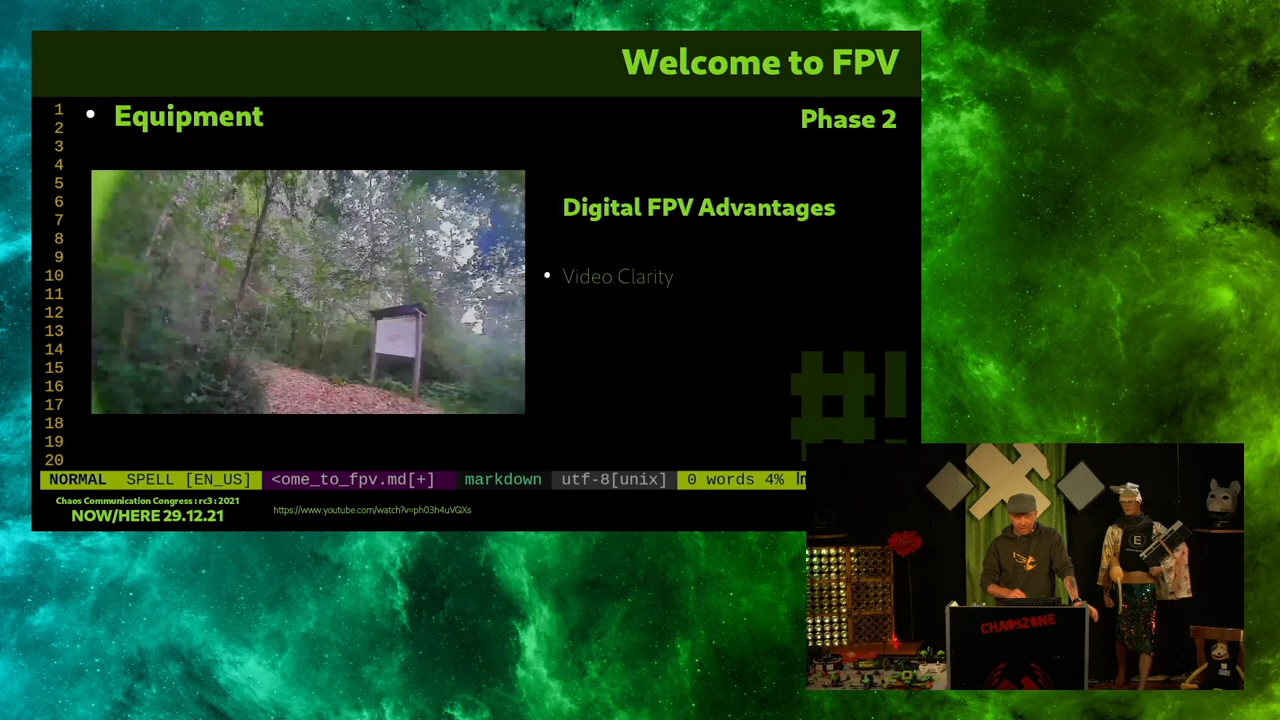 Welcome to FPV
Equipment
Phase 2
1
2
3
4
5
6
7
8
9
10
11
12
13
14
15
16
17
18
19
20
Digital FPV Advantages
Video Clarity
#!
NORMAL SPELL [EN_US] <ome_to_fpv.md[+] markdown utf-8[unix] 0 words 4% ln
Chaos Communication Congress : rc3 : 2021
NOW/HERE 29.12.21
https://www.youtube.com/watch?v=ph03h4uVQXs
E
CHAOSZONE